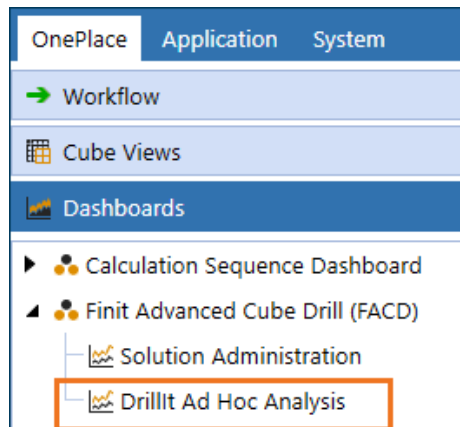 OnePlace Application System
Workflow
Cube Views
Dashboards
Calculation Sequence Dashboard
Finit Advanced Cube Drill (FACD)
Solution Administration
DrillIt Ad Hoc Analysis